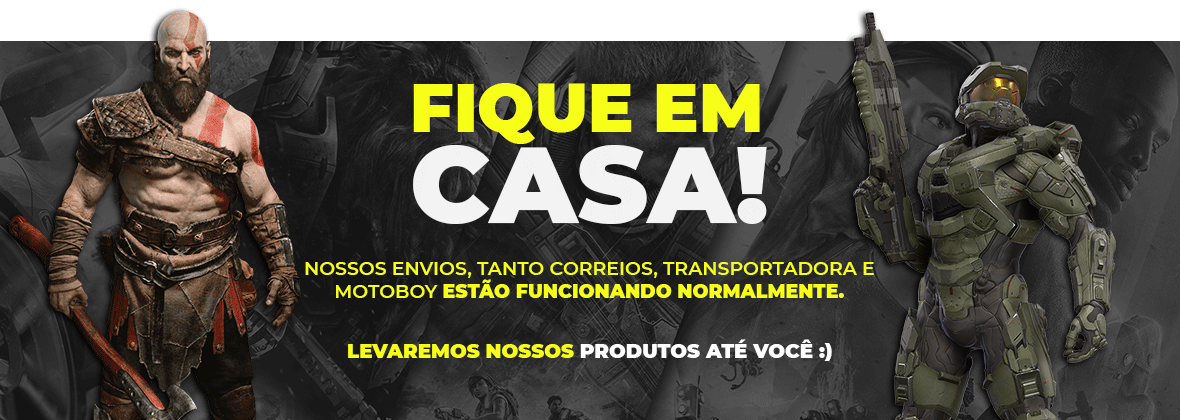 FIQUE EM
CASA!
NOSSOS ENVIOS, TANTO CORREIOS, TRANSPORTADORA E
MOTOBOY ESTÃO FUNCIONANDO NORMALMENTE.
LEVAREMOS NOSSOS PRODUTOS ATÉ VOCÊ :)